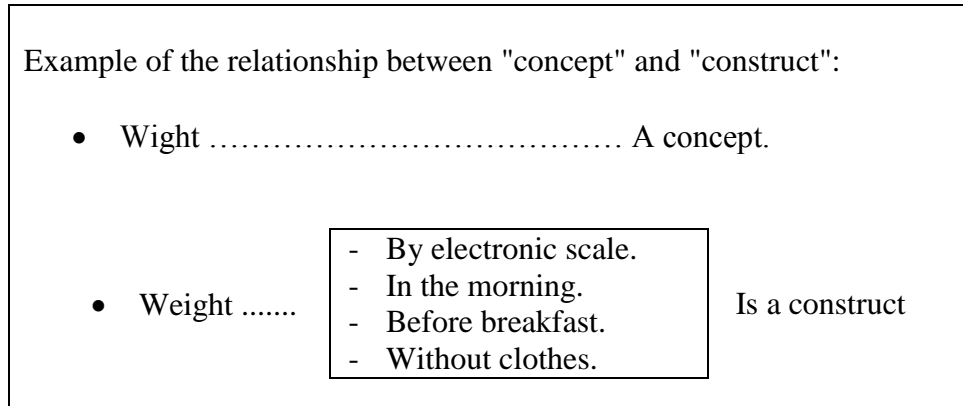 Example of the relationship between "concept" and "construct":
• Wight …………………………………… A concept.
- By electronic scale.
- In the morning.
• Weight ....... Is a construct
- Before breakfast.
- Without clothes.